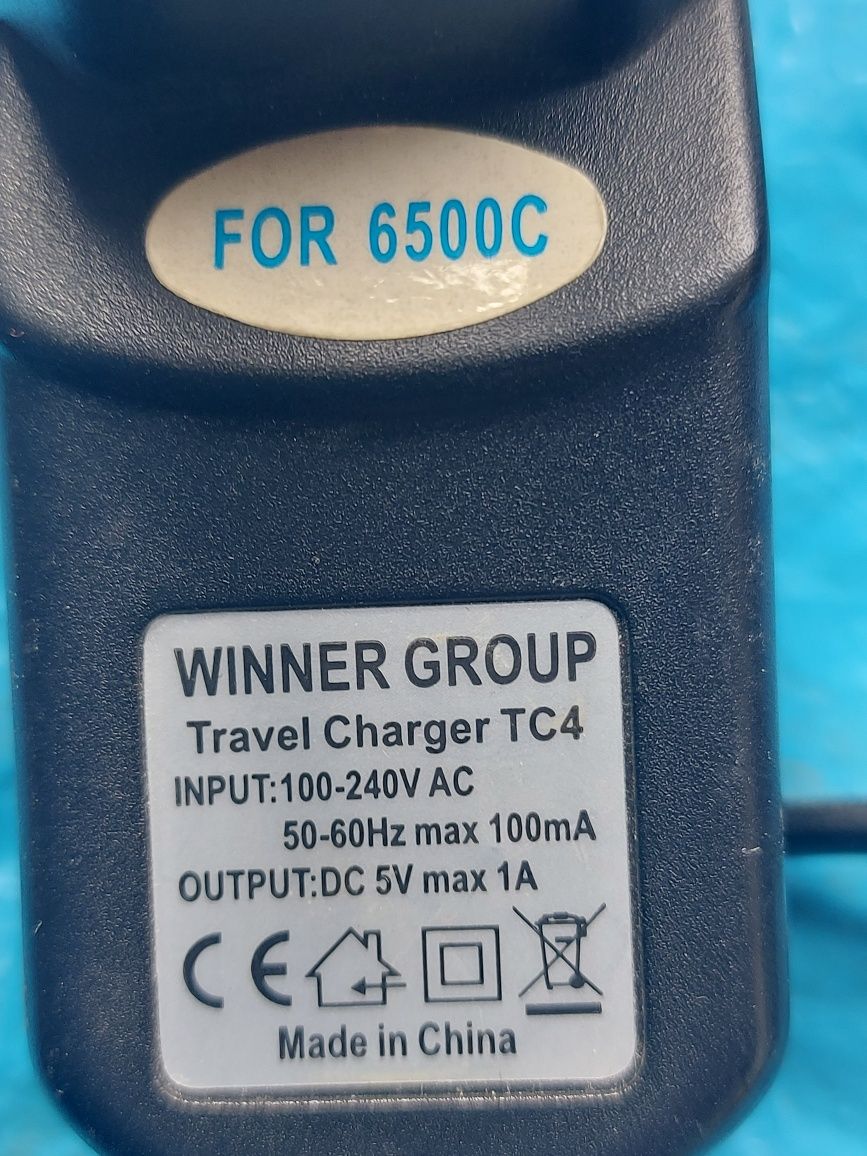 FOR 6500C
WINNER GROUP
Travel Charger TC4
INPUT:100-240V AC
50-60Hz max 100mA
OUTPUT:DC 5V max 1A
CE
Made in China